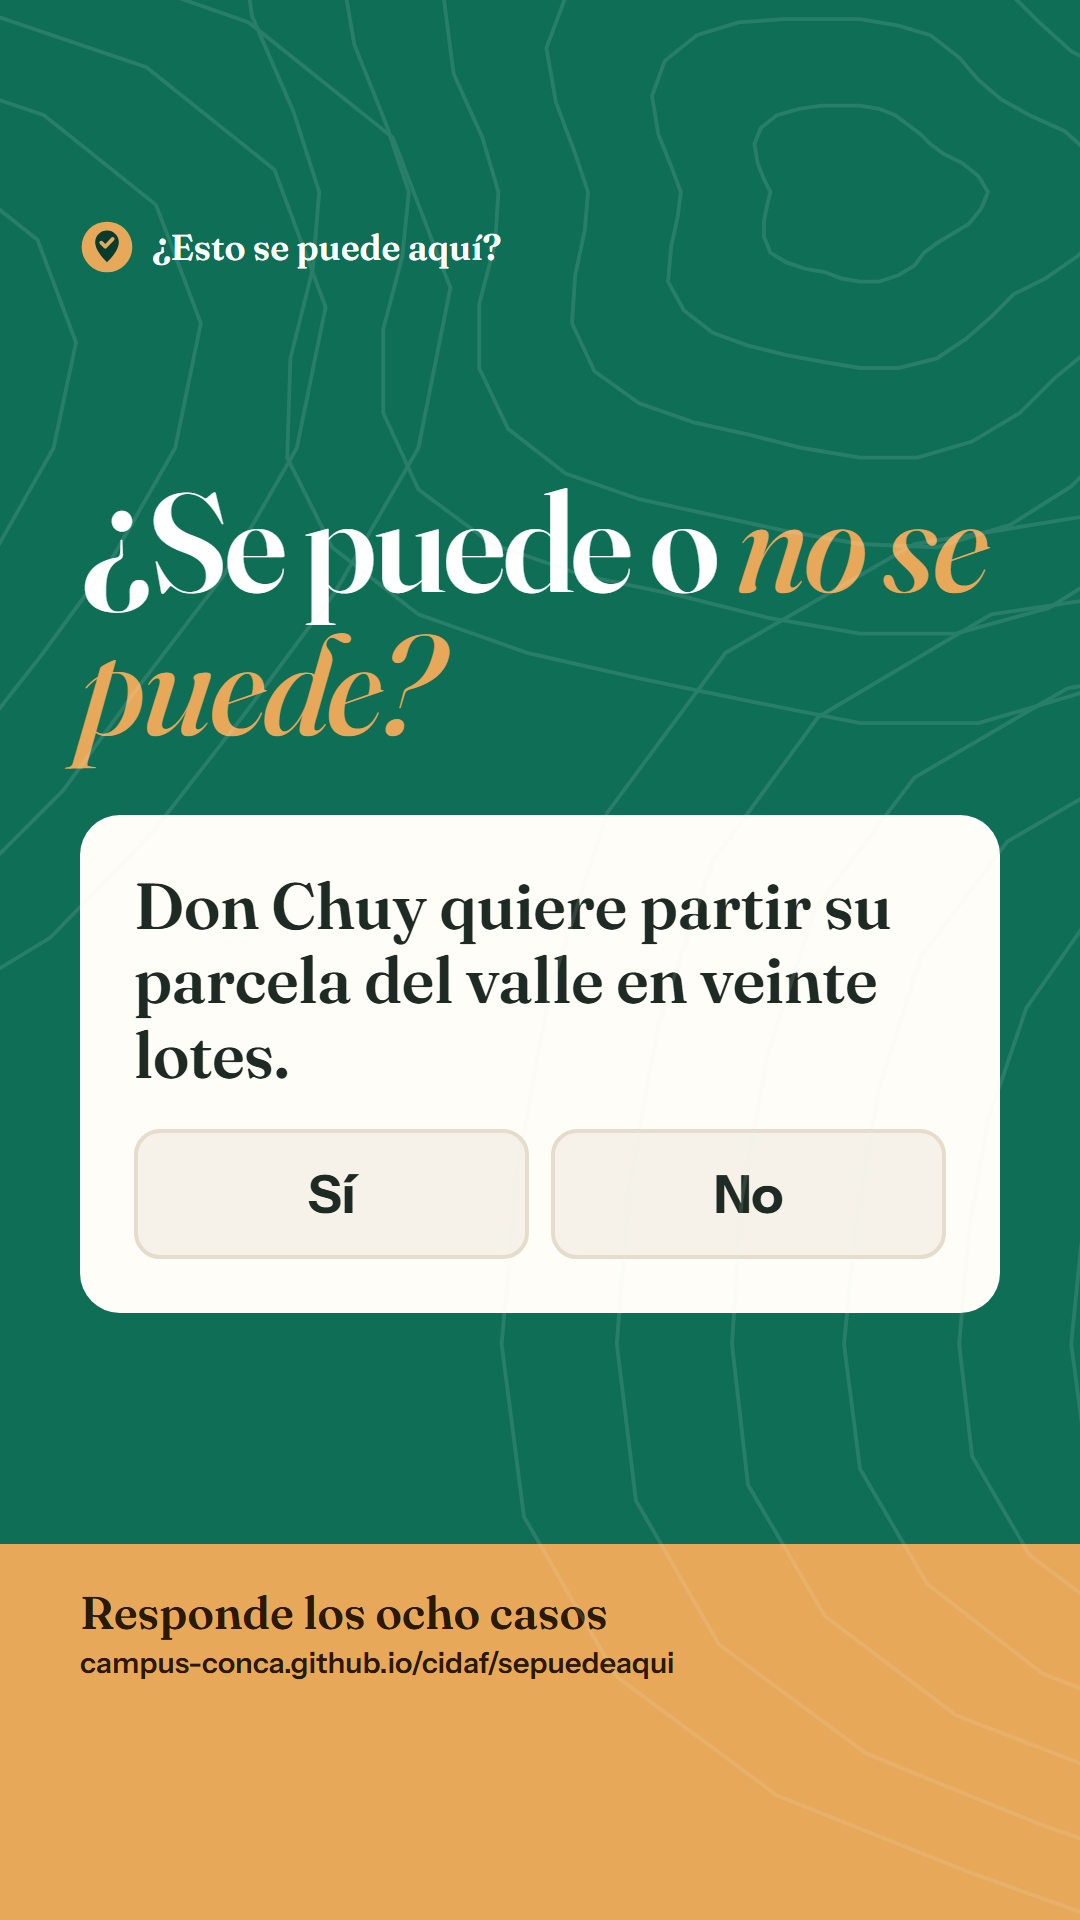 ¿Esto se puede aquí?
¿Se puede o no se
puede?
Don Chuy quiere partir su
parcela del valle en veinte
lotes.
Sí
No
Responde los ocho casos
campus-conca.github.io/cidaf/sepuedeaqui